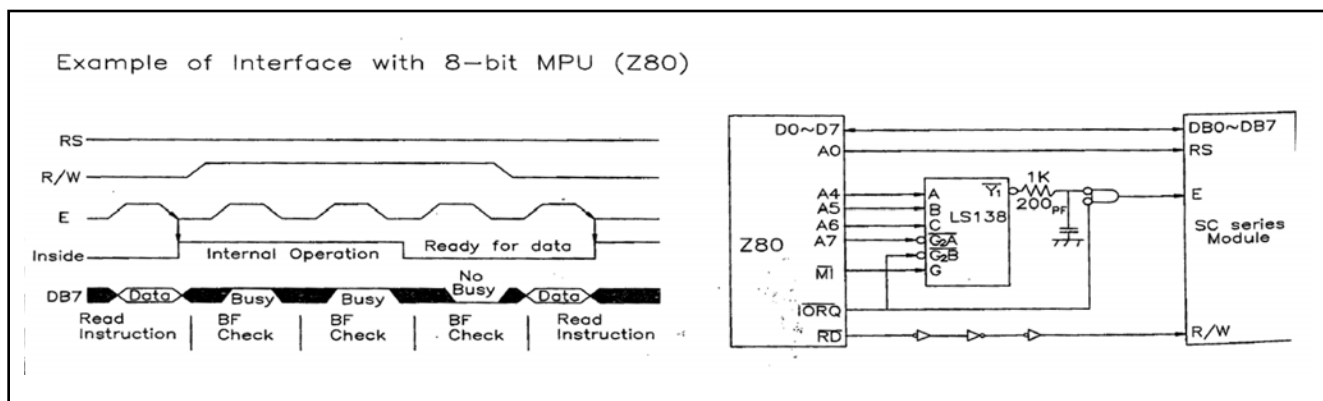 Example of Interface with 8-bit MPU (Z80)
RS
R/W
E
Inside
Internal Operation
Ready for data
DB7
Data
Busy
Busy
No
Busy
Data
Read
Instruction
BF
Check
BF
Check
BF
Check
Read
Instruction
Z80
D0~D7
A0
A4
A5
A6
A7
M1
IORQ
RD
A
B
C
G2A
G2B
G
Y1
LS138
1K
200PF
DB0~DB7
RS
E
SC series
Module
R/W